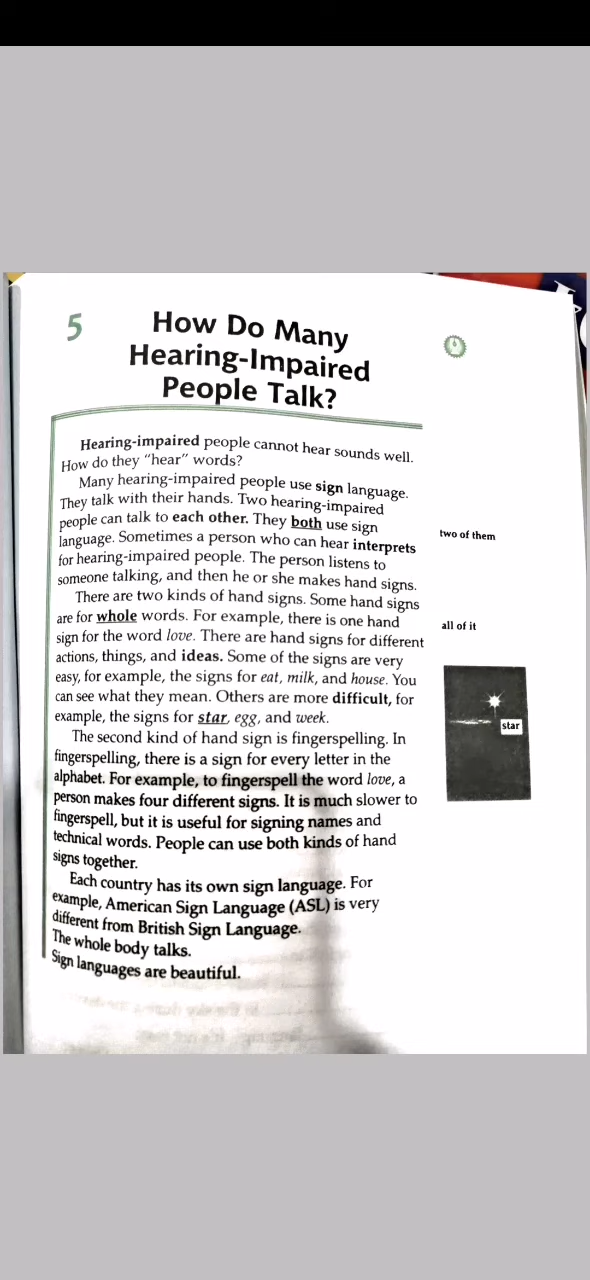 5
How Do Many
Hearing-Impaired
People Talk?
Hearing-impaired people cannot hear sounds well.
How do they “hear” words?
Many hearing-impaired people use sign language.
They talk with their hands. Two hearing-impaired
people can talk to each other. They both use sign
language. Sometimes a person who can hear interprets
for hearing-impaired people. The person listens to
someone talking, and then he or she makes hand signs.
There are two kinds of hand signs. Some hand signs
are for whole words. For example, there is one hand
sign for the word love. There are hand signs for different
actions, things, and ideas. Some of the signs are very
easy, for example, the signs for eat, milk, and house. You
can see what they mean. Others are more difficult, for
example, the signs for star, egg, and week.
The second kind of hand sign is fingerspelling. In
fingerspelling, there is a sign for every letter in the
alphabet. For example, to fingerspell the word love, a
person makes four different signs. It is much slower to
fingerspell, but it is useful for signing names and
technical words. People can use both kinds of hand
signs together.
Each country has its own sign language. For
example, American Sign Language (ASL) is very
different from British Sign Language.
The whole body talks.
Sign languages are beautiful.
two of them
all of it
star